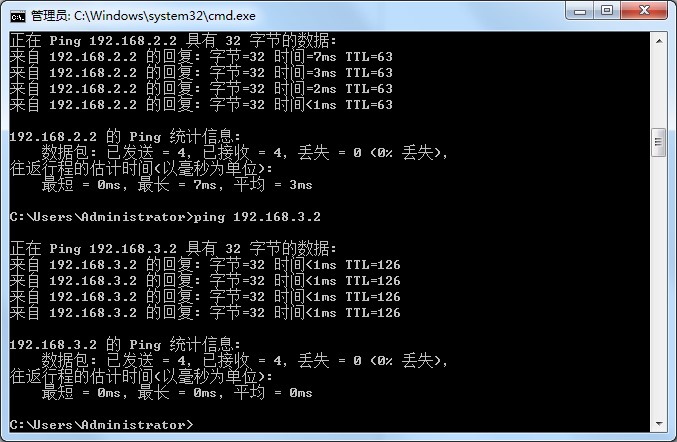 管理员: C:\Windows\system32\cmd.exe
正在 Ping 192.168.2.2 具有 32 字节的数据:
来自 192.168.2.2 的回复: 字节=32 时间=7ms TTL=63
来自 192.168.2.2 的回复: 字节=32 时间=3ms TTL=63
来自 192.168.2.2 的回复: 字节=32 时间=2ms TTL=63
来自 192.168.2.2 的回复: 字节=32 时间<1ms TTL=63
192.168.2.2 的 Ping 统计信息:
数据包: 已发送 = 4, 已接收 = 4, 丢失 = 0 (0% 丢失),
往返行程的估计时间(以毫秒为单位):
最短 = 0ms, 最长 = 7ms, 平均 = 3ms
C:\Users\Administrator>ping 192.168.3.2
正在 Ping 192.168.3.2 具有 32 字节的数据:
来自 192.168.3.2 的回复: 字节=32 时间<1ms TTL=126
来自 192.168.3.2 的回复: 字节=32 时间<1ms TTL=126
来自 192.168.3.2 的回复: 字节=32 时间<1ms TTL=126
来自 192.168.3.2 的回复: 字节=32 时间<1ms TTL=126
192.168.3.2 的 Ping 统计信息:
数据包: 已发送 = 4, 已接收 = 4, 丢失 = 0 (0% 丢失),
往返行程的估计时间(以毫秒为单位):
最短 = 0ms, 最长 = 0ms, 平均 = 0ms
C:\Users\Administrator>